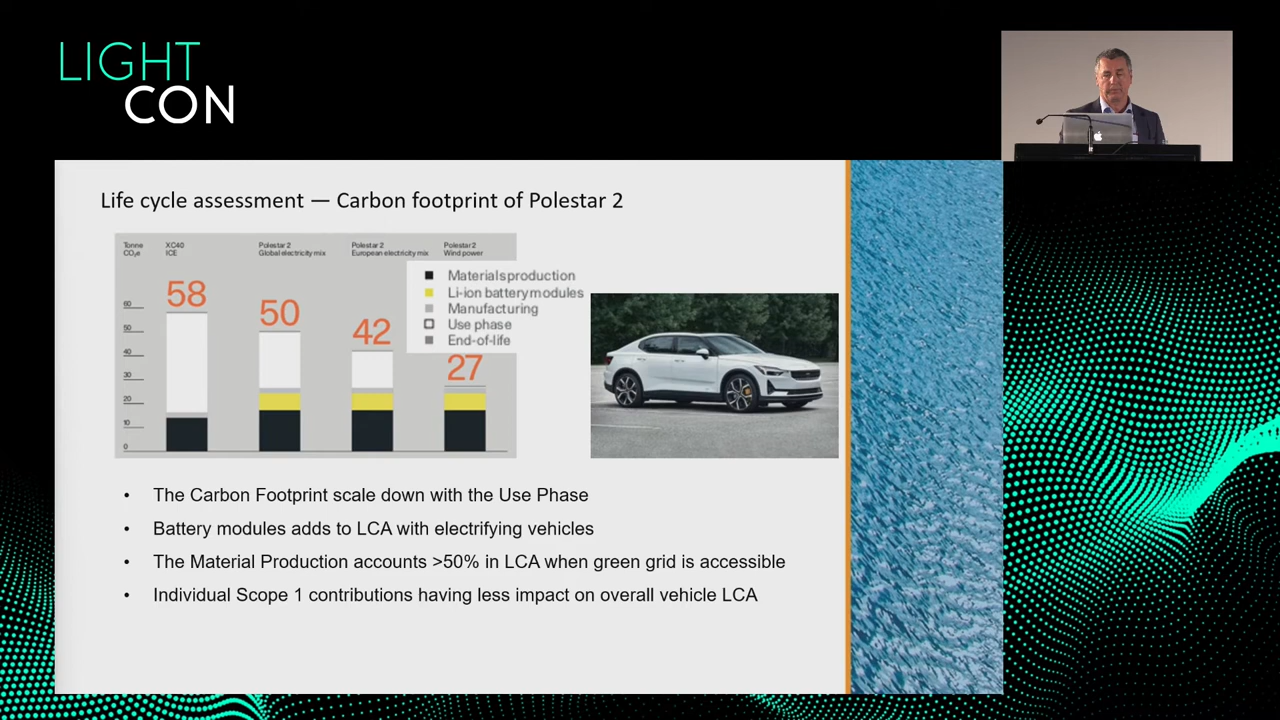 LIGHT
CON
Life cycle assessment — Carbon footprint of Polestar 2
Tonne
CO₂e
XC40
ICE
Polestar 2
Global electricity mix
Polestar 2
European electricity mix
Polestar 2
Wind power
58
50
42
27
60
50
40
30
20
10
0
Materials production
Li-ion battery modules
Manufacturing
Use phase
End-of-life
• The Carbon Footprint scale down with the Use Phase
• Battery modules adds to LCA with electrifying vehicles
• The Material Production accounts >50% in LCA when green grid is accessible
• Individual Scope 1 contributions having less impact on overall vehicle LCA